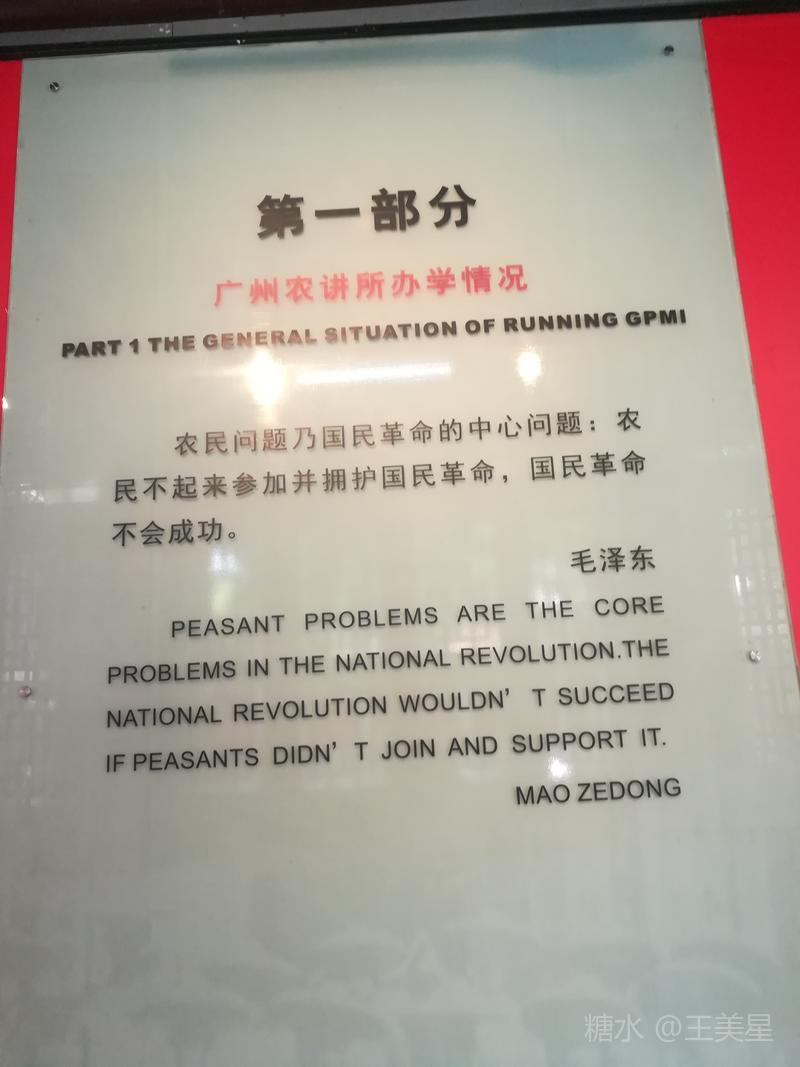 第一部分
广州农讲所办学情况
PART 1 THE GENERAL SITUATION OF RUNNING GPMI
农民问题乃国民革命的中心问题：农
民不起来参加并拥护国民革命，国民革命
不会成功。
毛泽东
PEASANT PROBLEMS ARE THE CORE
PROBLEMS IN THE NATIONAL REVOLUTION.THE
NATIONAL REVOLUTION WOULDN’ T SUCCEED
IF PEASANTS DIDN’ T JOIN AND SUPPORT IT.
MAO ZEDONG
糖水 @王美星